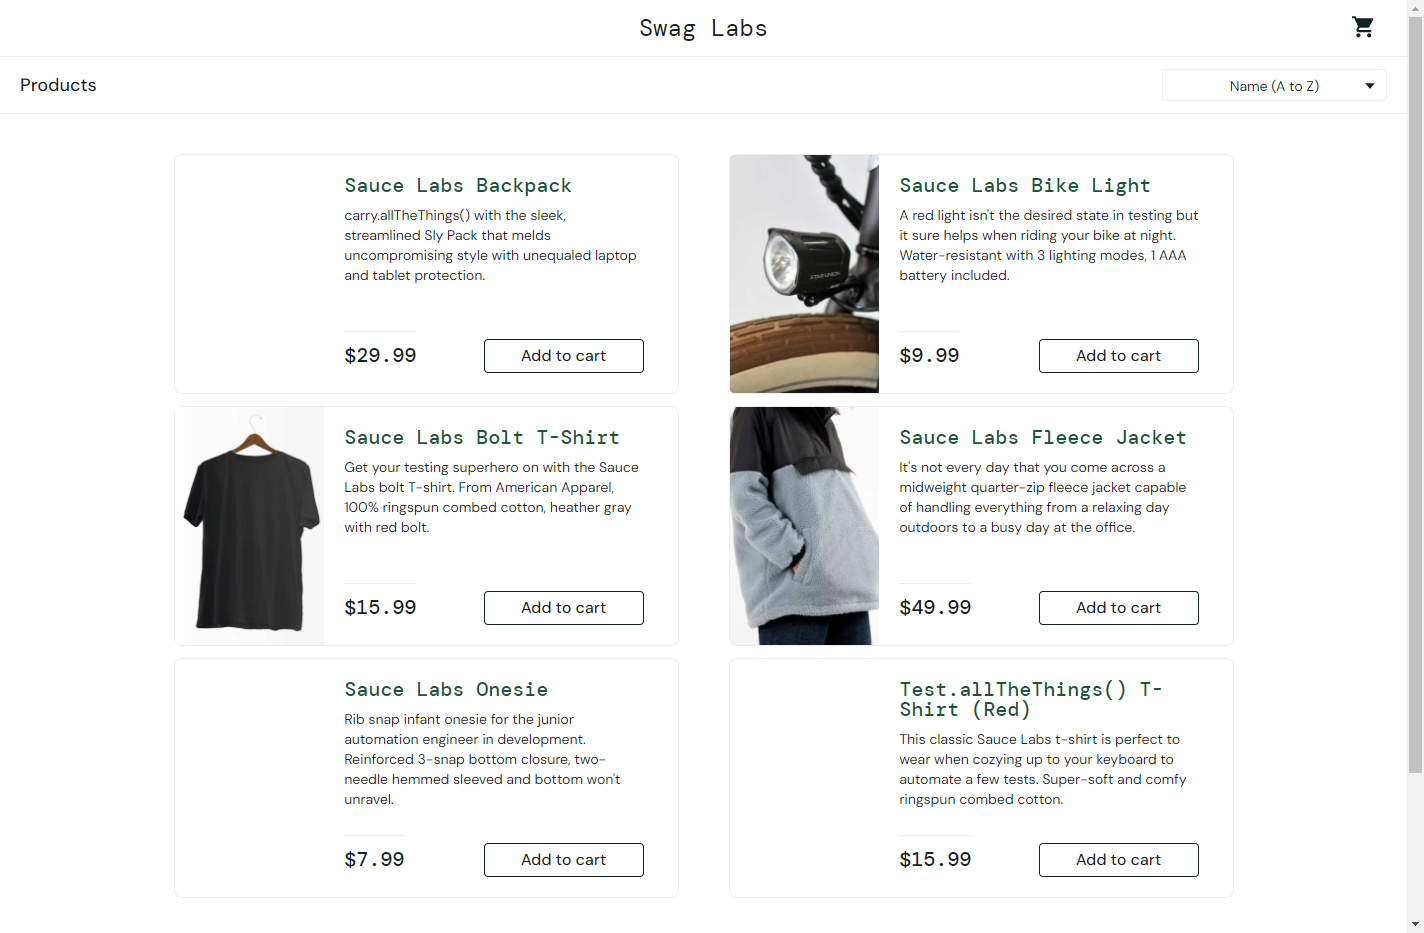 Swag Labs
Products
Name (A to Z)
Sauce Labs Backpack
carry.allTheThings() with the sleek,
streamlined Sly Pack that melds
uncompromising style with unequaled laptop
and tablet protection.
$29.99
Add to cart
Sauce Labs Bike Light
A red light isn't the desired state in testing but
it sure helps when riding your bike at night.
Water-resistant with 3 lighting modes, 1 AAA
battery included.
$9.99
Add to cart
STAR UNION
Sauce Labs Bolt T-Shirt
Get your testing superhero on with the Sauce
Labs bolt T-shirt. From American Apparel,
100% ringspun combed cotton, heather gray
with red bolt.
$15.99
Add to cart
Sauce Labs Fleece Jacket
It's not every day that you come across a
midweight quarter-zip fleece jacket capable
of handling everything from a relaxing day
outdoors to a busy day at the office.
$49.99
Add to cart
Sauce Labs Onesie
Rib snap infant onesie for the junior
automation engineer in development.
Reinforced 3-snap bottom closure, two-
needle hemmed sleeved and bottom won't
unravel.
$7.99
Add to cart
Test.allTheThings() T-
Shirt (Red)
This classic Sauce Labs t-shirt is perfect to
wear when cozying up to your keyboard to
automate a few tests. Super-soft and comfy
ringspun combed cotton.
$15.99
Add to cart